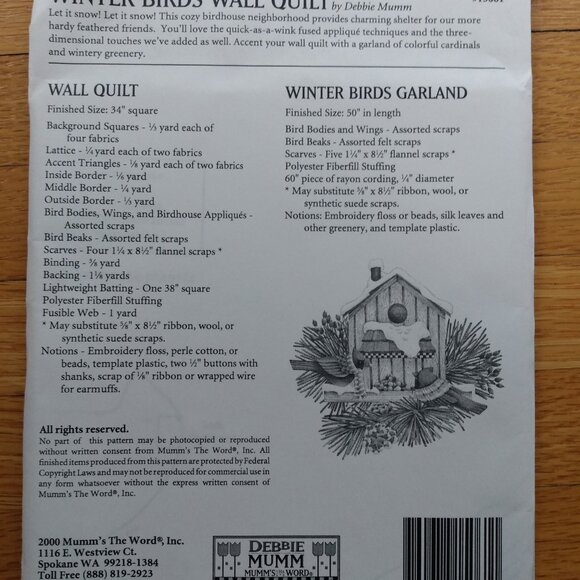 WINTER BIRDS WALL QUILT by Debbie Mumm
Let it snow! Let it snow! This cozy birdhouse neighborhood provides charming shelter for our more
hardy feathered friends. You'll love the quick-as-a-wink fused appliqué techniques and the three-
dimensional touches we've added as well. Accent your wall quilt with a garland of colorful cardinals
and wintery greenery.
WALL QUILT
Finished Size: 34" square
Background Squares - ⅓ yard each of
four fabrics
Lattice - ¼ yard each of two fabrics
Accent Triangles - ⅛ yard each of two fabrics
Inside Border - ⅙ yard
Middle Border - ¼ yard
Outside Border - ⅓ yard
Bird Bodies, Wings, and Birdhouse Appliqués -
Assorted scraps
Bird Beaks - Assorted felt scraps
Scarves - Four 1¼ x 8½" flannel scraps *
Binding - ⅜ yard
Backing - 1⅛ yards
Lightweight Batting - One 38" square
Polyester Fiberfill Stuffing
Fusible Web - 1 yard
* May substitute ⅝" x 8½" ribbon, wool, or
synthetic suede scraps.
Notions - Embroidery floss, perle cotton, or
beads, template plastic, two ½" buttons with
shanks, scrap of ⅛" ribbon or wrapped wire
for earmuffs.
WINTER BIRDS GARLAND
Finished Size: 50" in length
Bird Bodies and Wings - Assorted scraps
Bird Beaks - Assorted felt scraps
Scarves - Five 1¼" x 8½" flannel scraps *
Polyester Fiberfill Stuffing
60" piece of rayon cording, ¼" diameter
* May substitute ⅝" x 8½" ribbon, wool, or
synthetic suede scraps.
Notions: Embroidery floss or beads, silk leaves and
other greenery, and template plastic.
All rights reserved.
No part of this pattern may be photocopied or reproduced
without written consent from Mumm's The Word®, Inc. All
finished items produced from this pattern are protected by Federal
Copyright Laws and may not be reproduced for commercial use in
any form whatsoever without the express written consent of
Mumm's The Word®, Inc.
2000 Mumm's The Word®, Inc.
1116 E. Westview Ct.
Spokane WA 99218-1384
Toll Free (888) 819-2923
DEBBIE
MUMM
MUMM'S THE WORD®